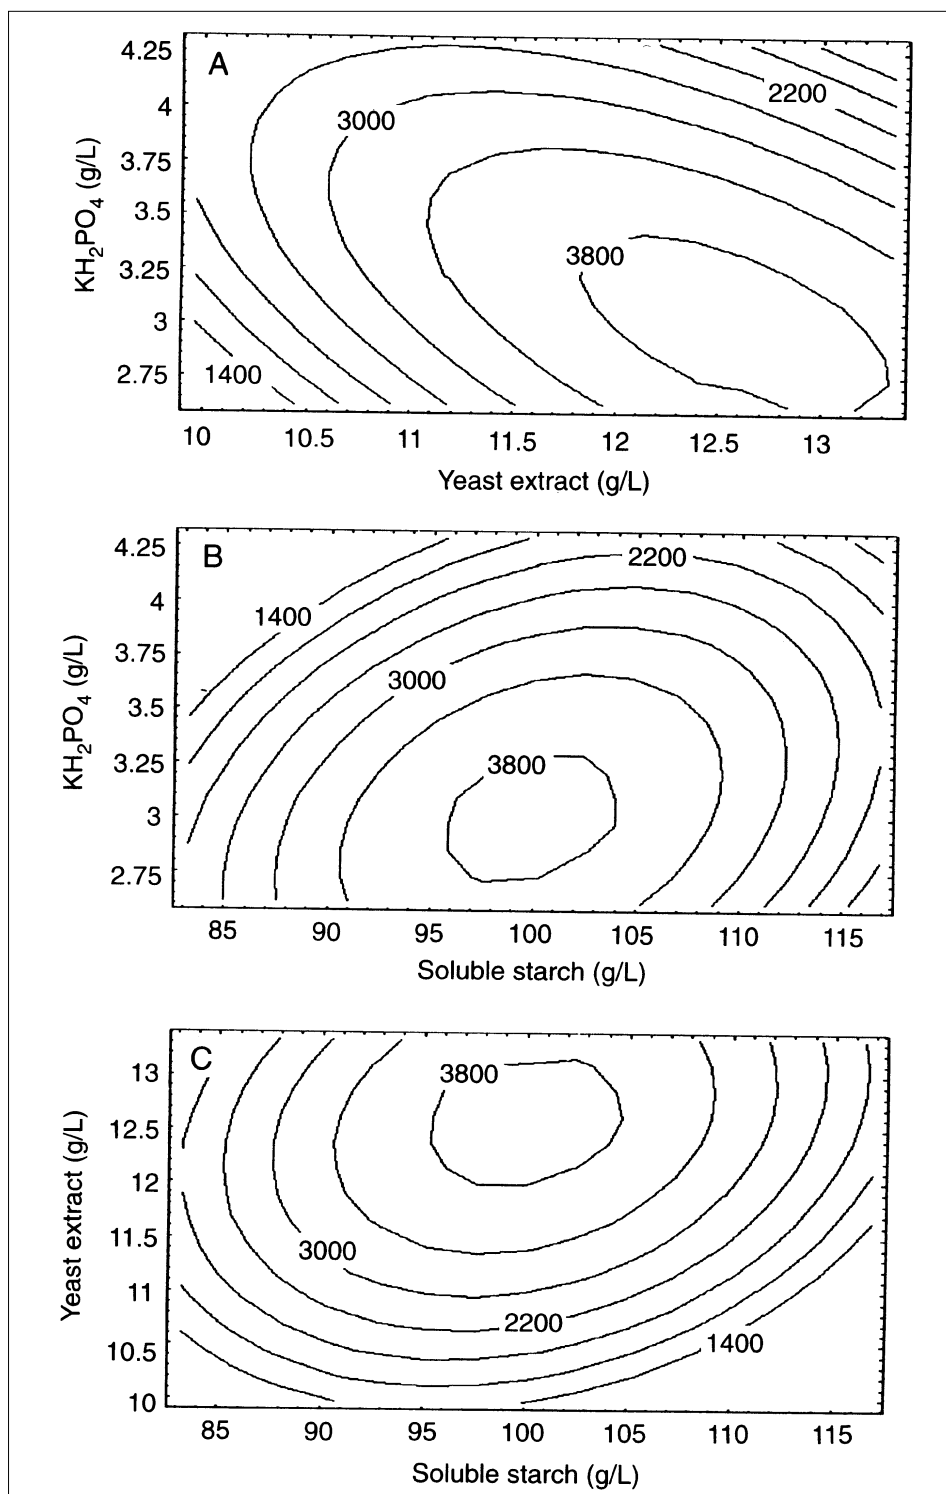 A
4.25
4
3.75
3.5
3.25
3
2.75
KH2PO4 (g/L)
2200
3000
3800
1400
10 10.5 11 11.5 12 12.5 13
Yeast extract (g/L)
B
4.25
4
3.75
3.5
3.25
3
2.75
KH2PO4 (g/L)
2200
1400
3000
3800
85 90 95 100 105 110 115
Soluble starch (g/L)
C
13
12.5
12
11.5
11
10.5
10
Yeast extract (g/L)
3800
3000
2200
1400
85 90 95 100 105 110 115
Soluble starch (g/L)